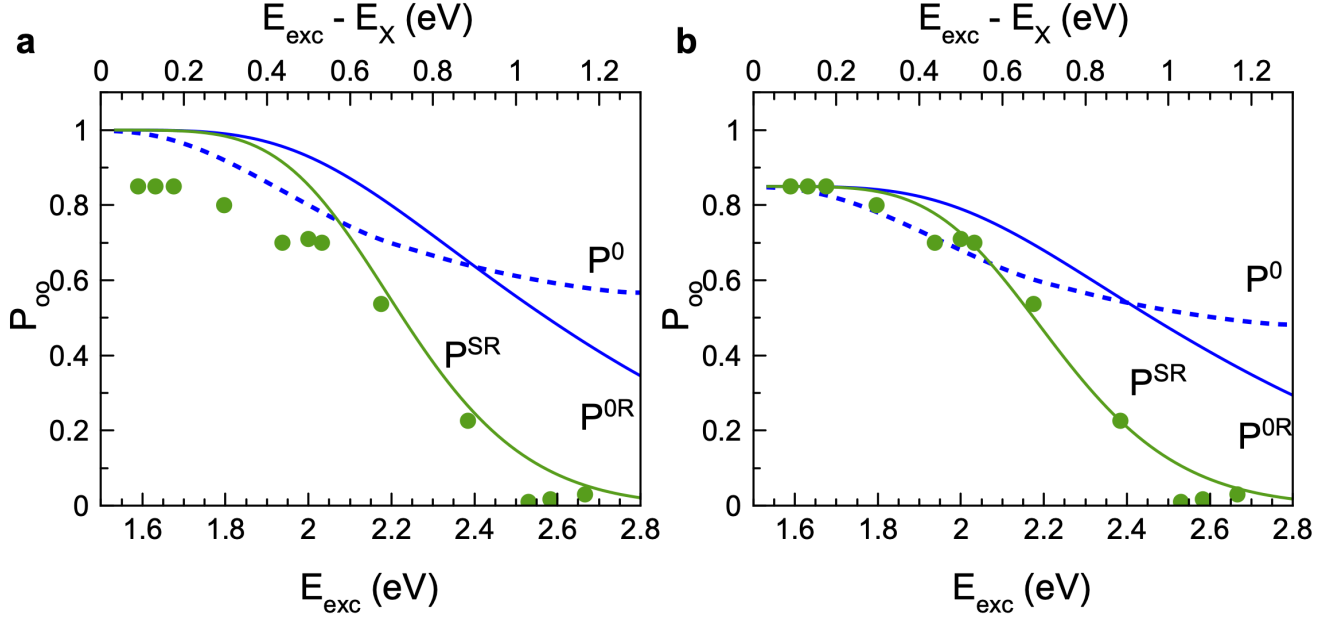 a
E_exc - E_X (eV)
0 0.2 0.4 0.6 0.8 1 1.2
1
0.8
0.6
0.4
0.2
0
P_oo
P^0
P^SR
P^0R
1.6 1.8 2 2.2 2.4 2.6 2.8
E_exc (eV)
b
E_exc - E_X (eV)
0 0.2 0.4 0.6 0.8 1 1.2
1
0.8
0.6
0.4
0.2
0
P_oo
P^0
P^SR
P^0R
1.6 1.8 2 2.2 2.4 2.6 2.8
E_exc (eV)